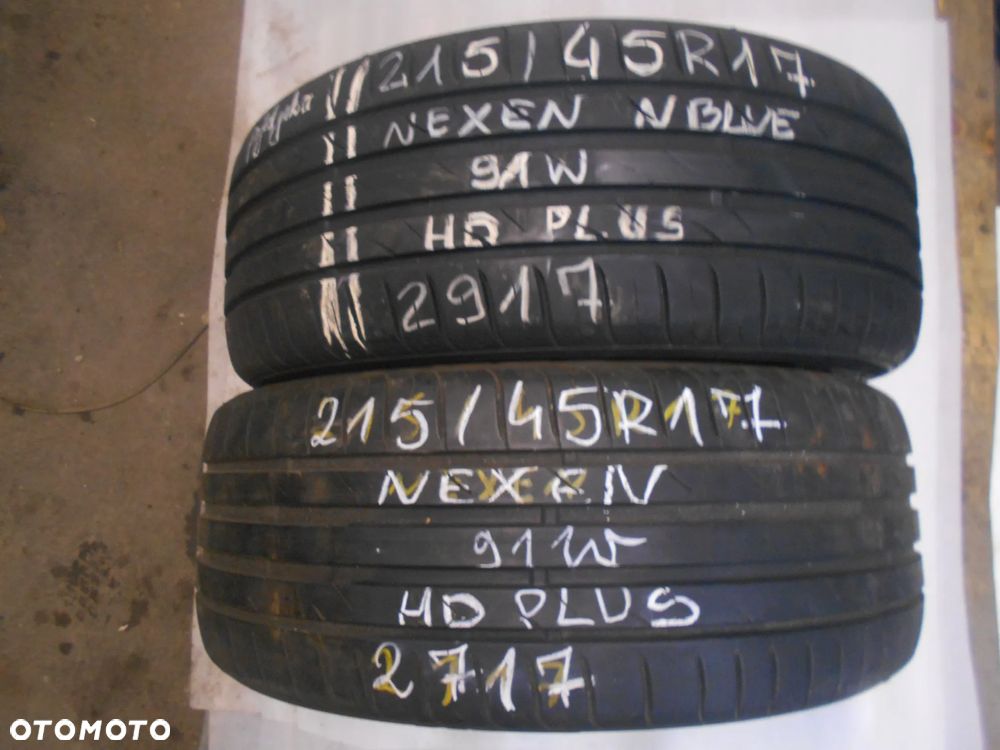 215/45R17
NEXEN NBLUE
91W
HD PLUS
2917
215/45R17
NEXEN
91W
HD PLUS
2717
OTOMOTO